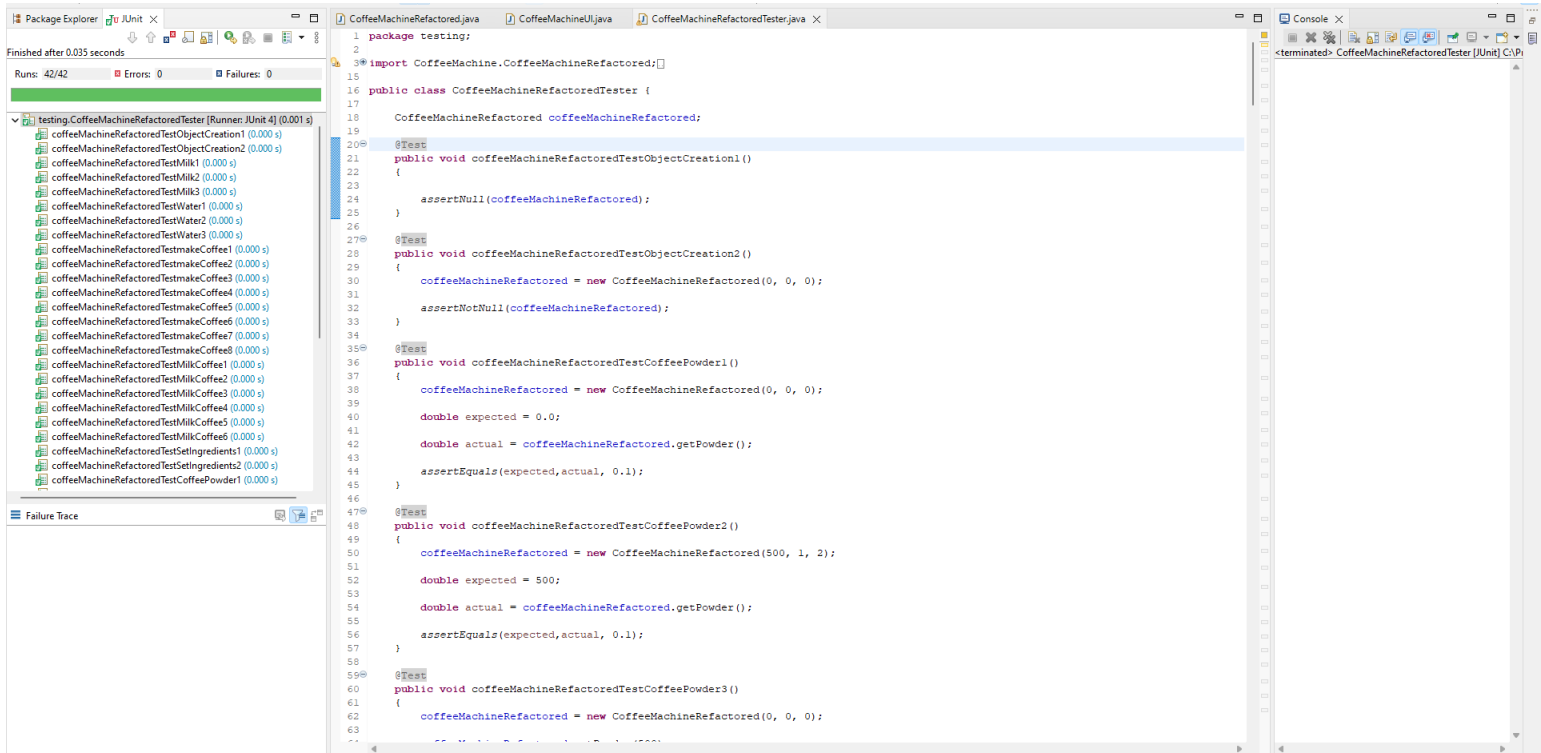 Package Explorer
JUnit
Finished after 0.035 seconds
Runs: 42/42
Errors: 0
Failures: 0
testing.CoffeeMachineRefactoredTester [Runner: JUnit 4] (0.001 s)
coffeeMachineRefactoredTestObjectCreation1 (0.000 s)
coffeeMachineRefactoredTestObjectCreation2 (0.000 s)
coffeeMachineRefactoredTestMilk1 (0.000 s)
coffeeMachineRefactoredTestMilk2 (0.000 s)
coffeeMachineRefactoredTestMilk3 (0.000 s)
coffeeMachineRefactoredTestWater1 (0.000 s)
coffeeMachineRefactoredTestWater2 (0.000 s)
coffeeMachineRefactoredTestWater3 (0.000 s)
coffeeMachineRefactoredTestmakeCoffee1 (0.000 s)
coffeeMachineRefactoredTestmakeCoffee2 (0.000 s)
coffeeMachineRefactoredTestmakeCoffee3 (0.000 s)
coffeeMachineRefactoredTestmakeCoffee4 (0.000 s)
coffeeMachineRefactoredTestmakeCoffee5 (0.000 s)
coffeeMachineRefactoredTestmakeCoffee6 (0.000 s)
coffeeMachineRefactoredTestmakeCoffee7 (0.000 s)
coffeeMachineRefactoredTestmakeCoffee8 (0.000 s)
coffeeMachineRefactoredTestMilkCoffee1 (0.000 s)
coffeeMachineRefactoredTestMilkCoffee2 (0.000 s)
coffeeMachineRefactoredTestMilkCoffee3 (0.000 s)
coffeeMachineRefactoredTestMilkCoffee4 (0.000 s)
coffeeMachineRefactoredTestMilkCoffee5 (0.000 s)
coffeeMachineRefactoredTestMilkCoffee6 (0.000 s)
coffeeMachineRefactoredTestSetIngredients1 (0.000 s)
coffeeMachineRefactoredTestSetIngredients2 (0.000 s)
coffeeMachineRefactoredTestCoffeePowder1 (0.000 s)
Failure Trace
CoffeeMachineRefactored.java
CoffeeMachineUI.java
CoffeeMachineRefactoredTester.java
1 package testing;
2
3 import CoffeeMachine.CoffeeMachineRefactored;
15
16 public class CoffeeMachineRefactoredTester {
17
18 CoffeeMachineRefactored coffeeMachineRefactored;
19
20 @Test
21 public void coffeeMachineRefactoredTestObjectCreation1()
22 {
23
24 assertNull(coffeeMachineRefactored);
25 }
26
27 @Test
28 public void coffeeMachineRefactoredTestObjectCreation2()
29 {
30 coffeeMachineRefactored = new CoffeeMachineRefactored(0, 0, 0);
31
32 assertNotNull(coffeeMachineRefactored);
33 }
34
35 @Test
36 public void coffeeMachineRefactoredTestCoffeePowder1()
37 {
38 coffeeMachineRefactored = new CoffeeMachineRefactored(0, 0, 0);
39
40 double expected = 0.0;
41
42 double actual = coffeeMachineRefactored.getPowder();
43
44 assertEquals(expected,actual, 0.1);
45 }
46
47 @Test
48 public void coffeeMachineRefactoredTestCoffeePowder2()
49 {
50 coffeeMachineRefactored = new CoffeeMachineRefactored(500, 1, 2);
51
52 double expected = 500;
53
54 double actual = coffeeMachineRefactored.getPowder();
55
56 assertEquals(expected,actual, 0.1);
57 }
58
59 @Test
60 public void coffeeMachineRefactoredTestCoffeePowder3()
61 {
62 coffeeMachineRefactored = new CoffeeMachineRefactored(0, 0, 0);
63
Console
<terminated> CoffeeMachineRefactoredTester [JUnit] C:\P